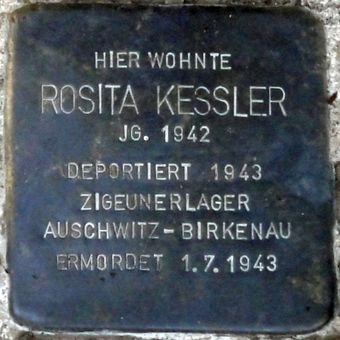 HIER WOHNTE
ROSITA KESSLER
JG. 1942
DEPORTIERT 1943
ZIGEUNERLAGER
AUSCHWITZ-BIRKENAU
ERMORDET 1.7.1943